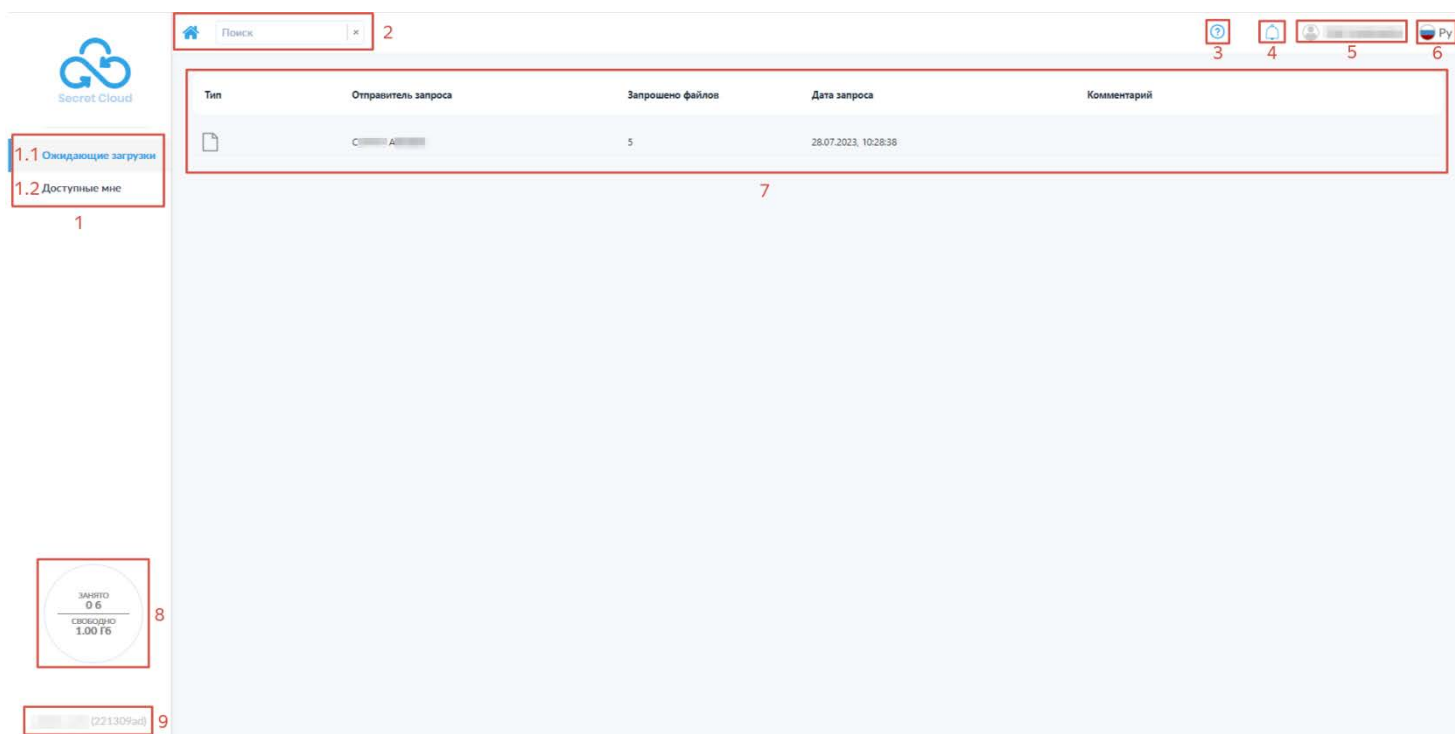 Secret Cloud
1.1 Ожидающие загрузки
1.2 Доступные мне
1
Поиск × 2
3
4
5
Ру
6
Тип Отправитель запроса Запрошено файлов Дата запроса Комментарий
С А 5 28.07.2023, 10:28:38
7
ЗАНЯТО
0 б
СВОБОДНО
1.00 Гб
8
(221309ad) 9